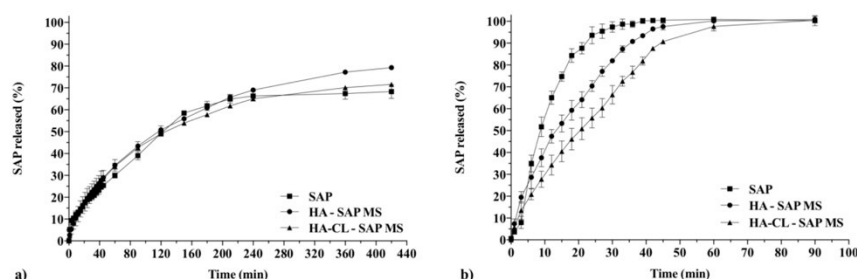 100
90
80
70
60
50
40
30
20
10
0
SAP released (%)
0 40 80 120 160 200 240 280 320 360 400 440
Time (min)
SAP
HA - SAP MS
HA-CL - SAP MS
a)
100
90
80
70
60
50
40
30
20
10
0
SAP released (%)
0 10 20 30 40 50 60 70 80 90 100
Time (min)
SAP
HA - SAP MS
HA-CL - SAP MS
b)